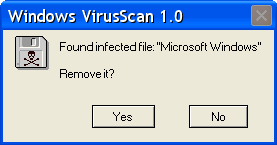 Windows VirusScan 1.0
Found infected file: "Microsoft Windows"
Remove it?
Yes No